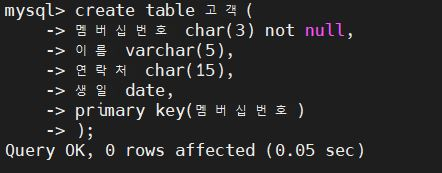 mysql> create table 고객(
    -> 멤버십번호 char(3) not null,
    -> 이름 varchar(5),
    -> 연락처 char(15),
    -> 생일 date,
    -> primary key(멤버십번호)
    -> );
Query OK, 0 rows affected (0.05 sec)